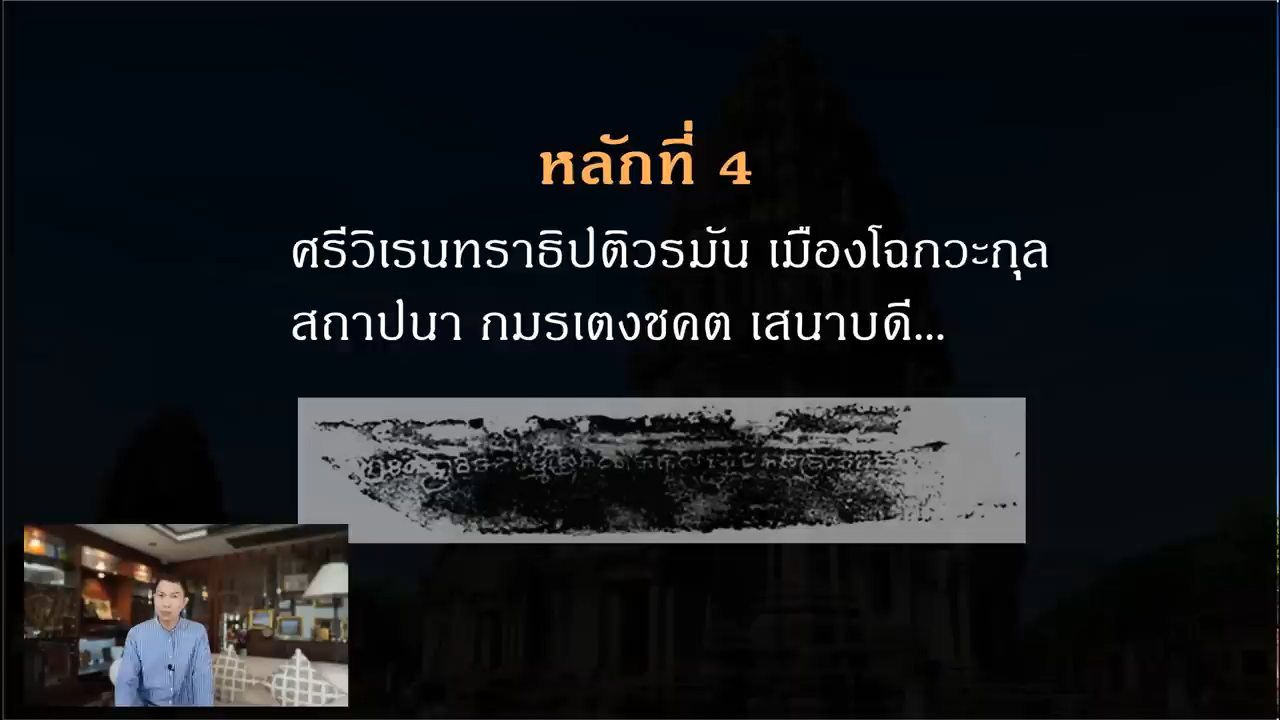 หลักที่ 4
ศรีวิเรนทราธิปติวรมัน เมืองโฉกวะกุล
สถาปนา กมรเตงชคต เสนาบดี...